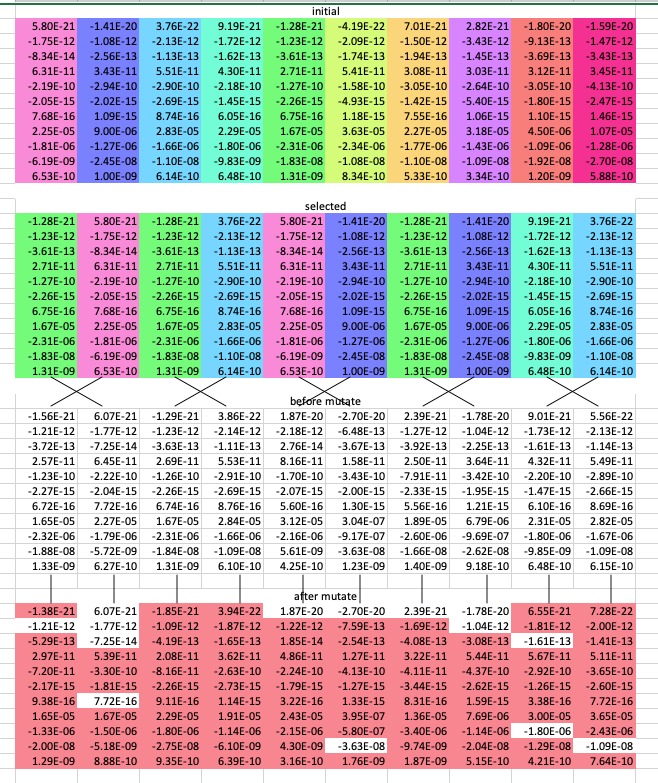 initial
5.80E-21 -1.41E-20 3.76E-22 9.19E-21 -1.28E-21 -4.19E-22 7.01E-21 2.82E-21 -1.80E-20 -1.59E-20
-1.75E-12 -1.08E-12 -2.13E-12 -1.72E-12 -1.23E-12 -2.09E-12 -1.50E-12 -3.43E-12 -9.13E-13 -1.47E-12
-8.34E-14 -2.56E-13 -1.13E-13 -1.62E-13 -3.61E-13 -1.74E-13 -1.94E-13 -1.45E-13 -3.69E-13 -3.43E-13
6.31E-11 3.43E-11 5.51E-11 4.30E-11 2.71E-11 5.41E-11 3.08E-11 3.03E-11 3.12E-11 3.45E-11
-2.19E-10 -2.94E-10 -2.90E-10 -2.18E-10 -1.27E-10 -1.58E-10 -3.05E-10 -2.64E-10 -3.05E-10 -4.13E-10
-2.05E-15 -2.02E-15 -2.69E-15 -1.45E-15 -2.26E-15 -4.93E-15 -1.42E-15 -5.40E-15 -1.80E-15 -2.47E-15
7.68E-16 1.09E-15 8.74E-16 6.05E-16 6.75E-16 1.18E-15 7.55E-16 1.06E-15 1.10E-15 1.46E-15
2.25E-05 9.00E-06 2.83E-05 2.29E-05 1.67E-05 3.63E-05 2.27E-05 3.18E-05 4.50E-06 1.07E-05
-1.81E-06 -1.27E-06 -1.66E-06 -1.80E-06 -2.31E-06 -2.34E-06 -1.77E-06 -1.43E-06 -1.09E-06 -1.28E-06
-6.19E-09 -2.45E-08 -1.10E-08 -9.83E-09 -1.83E-08 -1.08E-08 -1.10E-08 -1.09E-08 -1.92E-08 -2.70E-08
6.53E-10 1.00E-09 6.14E-10 6.48E-10 1.31E-09 8.34E-10 5.33E-10 3.34E-10 1.20E-09 5.88E-10
selected
-1.28E-21 5.80E-21 -1.28E-21 3.76E-22 5.80E-21 -1.41E-20 -1.28E-21 -1.41E-20 9.19E-21 3.76E-22
-1.23E-12 -1.75E-12 -1.23E-12 -2.13E-12 -1.75E-12 -1.08E-12 -1.23E-12 -1.08E-12 -1.72E-12 -2.13E-12
-3.61E-13 -8.34E-14 -3.61E-13 -1.13E-13 -8.34E-14 -2.56E-13 -3.61E-13 -2.56E-13 -1.62E-13 -1.13E-13
2.71E-11 6.31E-11 2.71E-11 5.51E-11 6.31E-11 3.43E-11 2.71E-11 3.43E-11 4.30E-11 5.51E-11
-1.27E-10 -2.19E-10 -1.27E-10 -2.90E-10 -2.19E-10 -2.94E-10 -1.27E-10 -2.94E-10 -2.18E-10 -2.90E-10
-2.26E-15 -2.05E-15 -2.26E-15 -2.69E-15 -2.05E-15 -2.02E-15 -2.26E-15 -2.02E-15 -1.45E-15 -2.69E-15
6.75E-16 7.68E-16 6.75E-16 8.74E-16 7.68E-16 1.09E-15 6.75E-16 1.09E-15 6.05E-16 8.74E-16
1.67E-05 2.25E-05 1.67E-05 2.83E-05 2.25E-05 9.00E-06 1.67E-05 9.00E-06 2.29E-05 2.83E-05
-2.31E-06 -1.81E-06 -2.31E-06 -1.66E-06 -1.81E-06 -1.27E-06 -2.31E-06 -1.27E-06 -1.80E-06 -1.66E-06
-1.83E-08 -6.19E-09 -1.83E-08 -1.10E-08 -6.19E-09 -2.45E-08 -1.83E-08 -2.45E-08 -9.83E-09 -1.10E-08
1.31E-09 6.53E-10 1.31E-09 6.14E-10 6.53E-10 1.00E-09 1.31E-09 1.00E-09 6.48E-10 6.14E-10
before mutate
-1.56E-21 6.07E-21 -1.29E-21 3.86E-22 1.87E-20 -2.70E-20 2.39E-21 -1.78E-20 9.01E-21 5.56E-22
-1.21E-12 -1.77E-12 -1.23E-12 -2.14E-12 -2.18E-12 -6.48E-13 -1.27E-12 -1.04E-12 -1.73E-12 -2.13E-12
-3.72E-13 -7.25E-14 -3.63E-13 -1.11E-13 2.76E-14 -3.67E-13 -3.92E-13 -2.25E-13 -1.61E-13 -1.14E-13
2.57E-11 6.45E-11 2.69E-11 5.53E-11 8.16E-11 1.58E-11 2.50E-11 3.64E-11 4.32E-11 5.49E-11
-1.23E-10 -2.22E-10 -1.26E-10 -2.91E-10 -1.70E-10 -3.43E-10 -7.91E-11 -3.42E-10 -2.20E-10 -2.89E-10
-2.27E-15 -2.04E-15 -2.26E-15 -2.69E-15 -2.07E-15 -2.00E-15 -2.33E-15 -1.95E-15 -1.47E-15 -2.66E-15
6.72E-16 7.72E-16 6.74E-16 8.76E-16 5.60E-16 1.30E-15 5.56E-16 1.21E-15 6.10E-16 8.69E-16
1.65E-05 2.27E-05 1.67E-05 2.84E-05 3.12E-05 3.04E-07 1.89E-05 6.79E-06 2.31E-05 2.82E-05
-2.32E-06 -1.79E-06 -2.31E-06 -1.66E-06 -2.16E-06 -9.17E-07 -2.60E-06 -9.69E-07 -1.80E-06 -1.67E-06
-1.88E-08 -5.72E-09 -1.84E-08 -1.09E-08 5.61E-09 -3.63E-08 -1.66E-08 -2.62E-08 -9.85E-09 -1.09E-08
1.33E-09 6.27E-10 1.31E-09 6.10E-10 4.25E-10 1.23E-09 1.40E-09 9.18E-10 6.48E-10 6.15E-10
after mutate
-1.38E-21 6.07E-21 -1.85E-21 3.94E-22 1.87E-20 -2.70E-20 2.39E-21 -1.78E-20 6.55E-21 7.28E-22
-1.21E-12 -1.77E-12 -1.09E-12 -1.87E-12 -1.22E-12 -7.59E-13 -1.69E-12 -1.04E-12 -1.81E-12 -2.00E-12
-5.29E-13 -7.25E-14 -4.19E-13 -1.65E-13 1.85E-14 -2.54E-13 -4.08E-13 -3.08E-13 -1.61E-13 -1.41E-13
2.97E-11 5.39E-11 2.08E-11 3.62E-11 4.86E-11 1.27E-11 3.22E-11 5.44E-11 5.67E-11 5.11E-11
-7.20E-11 -3.30E-10 -8.16E-11 -2.63E-10 -2.24E-10 -4.13E-10 -4.11E-11 -4.37E-10 -2.92E-10 -3.65E-10
-2.17E-15 -1.81E-15 -2.26E-15 -2.73E-15 -1.79E-15 -1.27E-15 -3.44E-15 -2.62E-15 -1.26E-15 -2.60E-15
9.38E-16 7.72E-16 9.11E-16 1.14E-15 3.22E-16 1.33E-15 8.31E-16 1.59E-15 3.38E-16 7.72E-16
1.65E-05 1.67E-05 2.29E-05 1.91E-05 2.43E-05 3.95E-07 1.36E-05 7.69E-06 3.00E-05 3.65E-05
-1.33E-06 -1.50E-06 -1.80E-06 -1.14E-06 -2.15E-06 -5.80E-07 -3.40E-06 -1.14E-06 -1.80E-06 -2.43E-06
-2.00E-08 -5.18E-09 -2.75E-08 -6.10E-09 4.30E-09 -3.63E-08 -9.74E-09 -2.04E-08 -1.29E-08 -1.09E-08
1.29E-09 8.88E-10 9.35E-10 6.39E-10 3.16E-10 1.76E-09 1.87E-09 5.15E-10 4.21E-10 7.64E-10